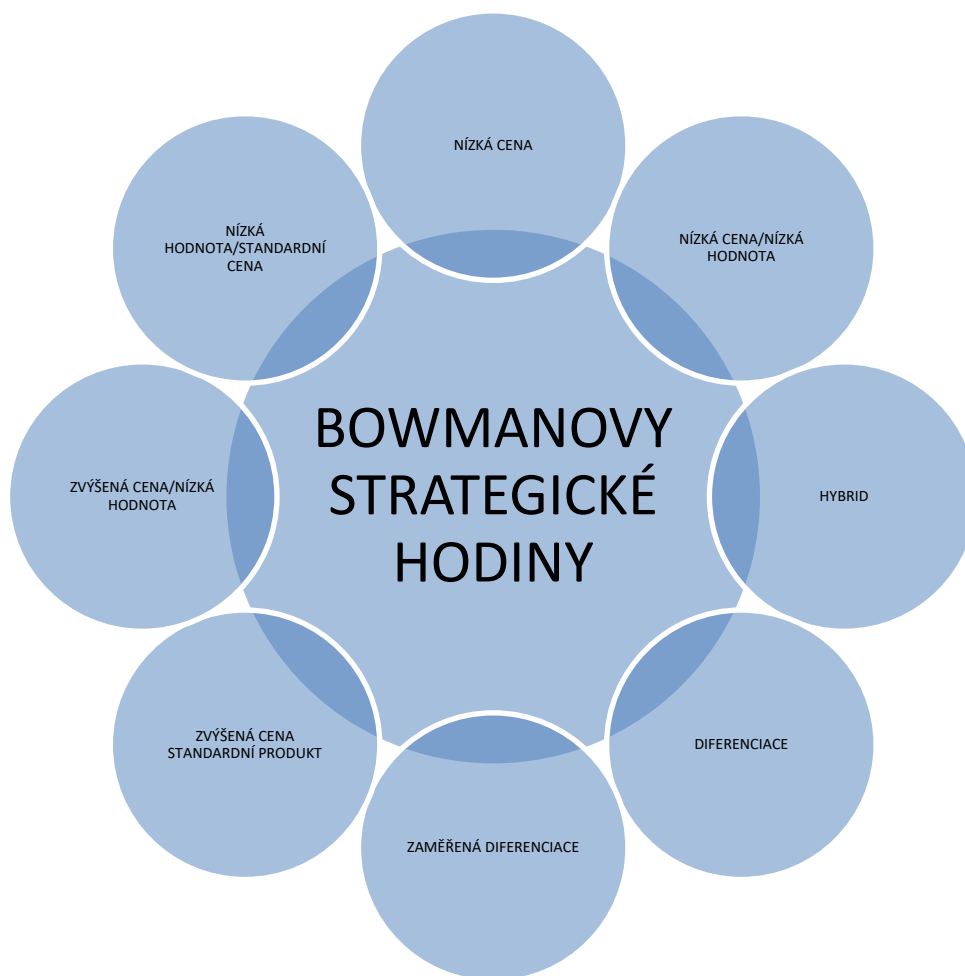 NÍZKÁ CENA
NÍZKÁ
HODNOTA/STANDARDNÍ
CENA
NÍZKÁ CENA/NÍZKÁ
HODNOTA
BOWMANOVY
STRATEGICKÉ
HODINY
ZVÝŠENÁ CENA/NÍZKÁ
HODNOTA
HYBRID
ZVÝŠENÁ CENA
STANDARDNÍ PRODUKT
DIFERENCIACE
ZAMĚŘENÁ DIFERENCIACE